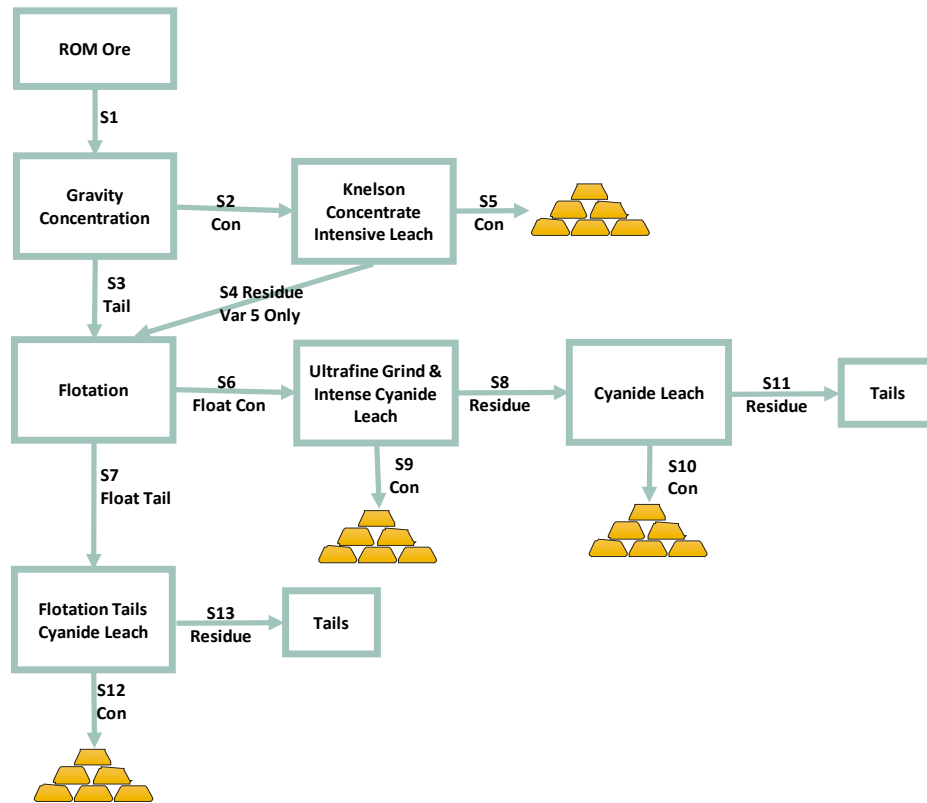 ROM Ore
S1
Gravity
Concentration
S2
Con
Knelson
Concentrate
Intensive Leach
S5
Con
S3
Tail
S4 Residue
Var 5 Only
Flotation
S6
Float Con
Ultrafine Grind &
Intense Cyanide
Leach
S8
Residue
Cyanide Leach
S11
Residue
Tails
S7
Float Tail
S9
Con
S10
Con
Flotation Tails
Cyanide Leach
S13
Residue
Tails
S12
Con